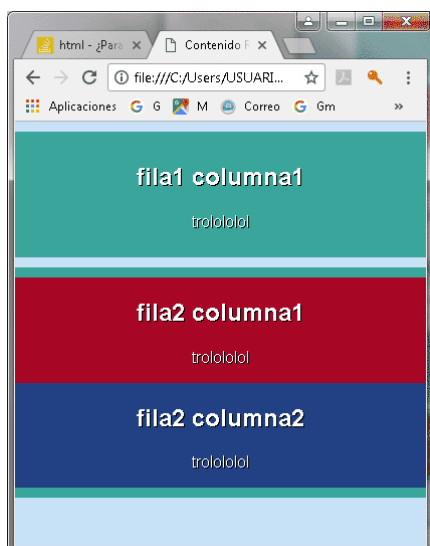 html - ¿Para
Contenido F
file:///C:/Users/USUARI...
Aplicaciones G M Correo Gm »
fila1 columna1
trolololol
fila2 columna1
trolololol
fila2 columna2
trolololol